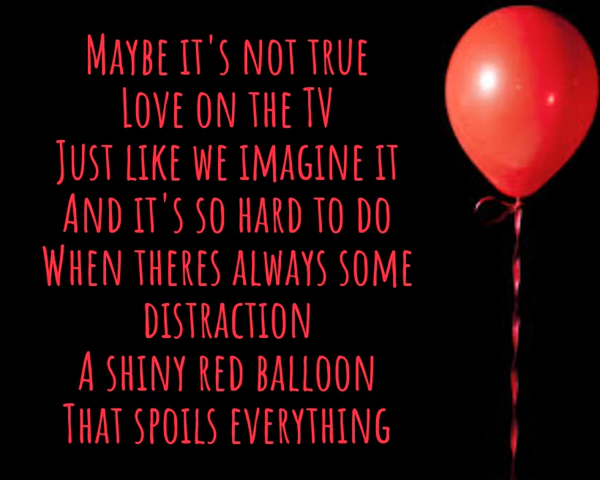 Maybe it's not true
Love on the TV
Just like we imagine it
And it's so hard to do
When theres always some
distraction
A shiny red balloon
That spoils everything